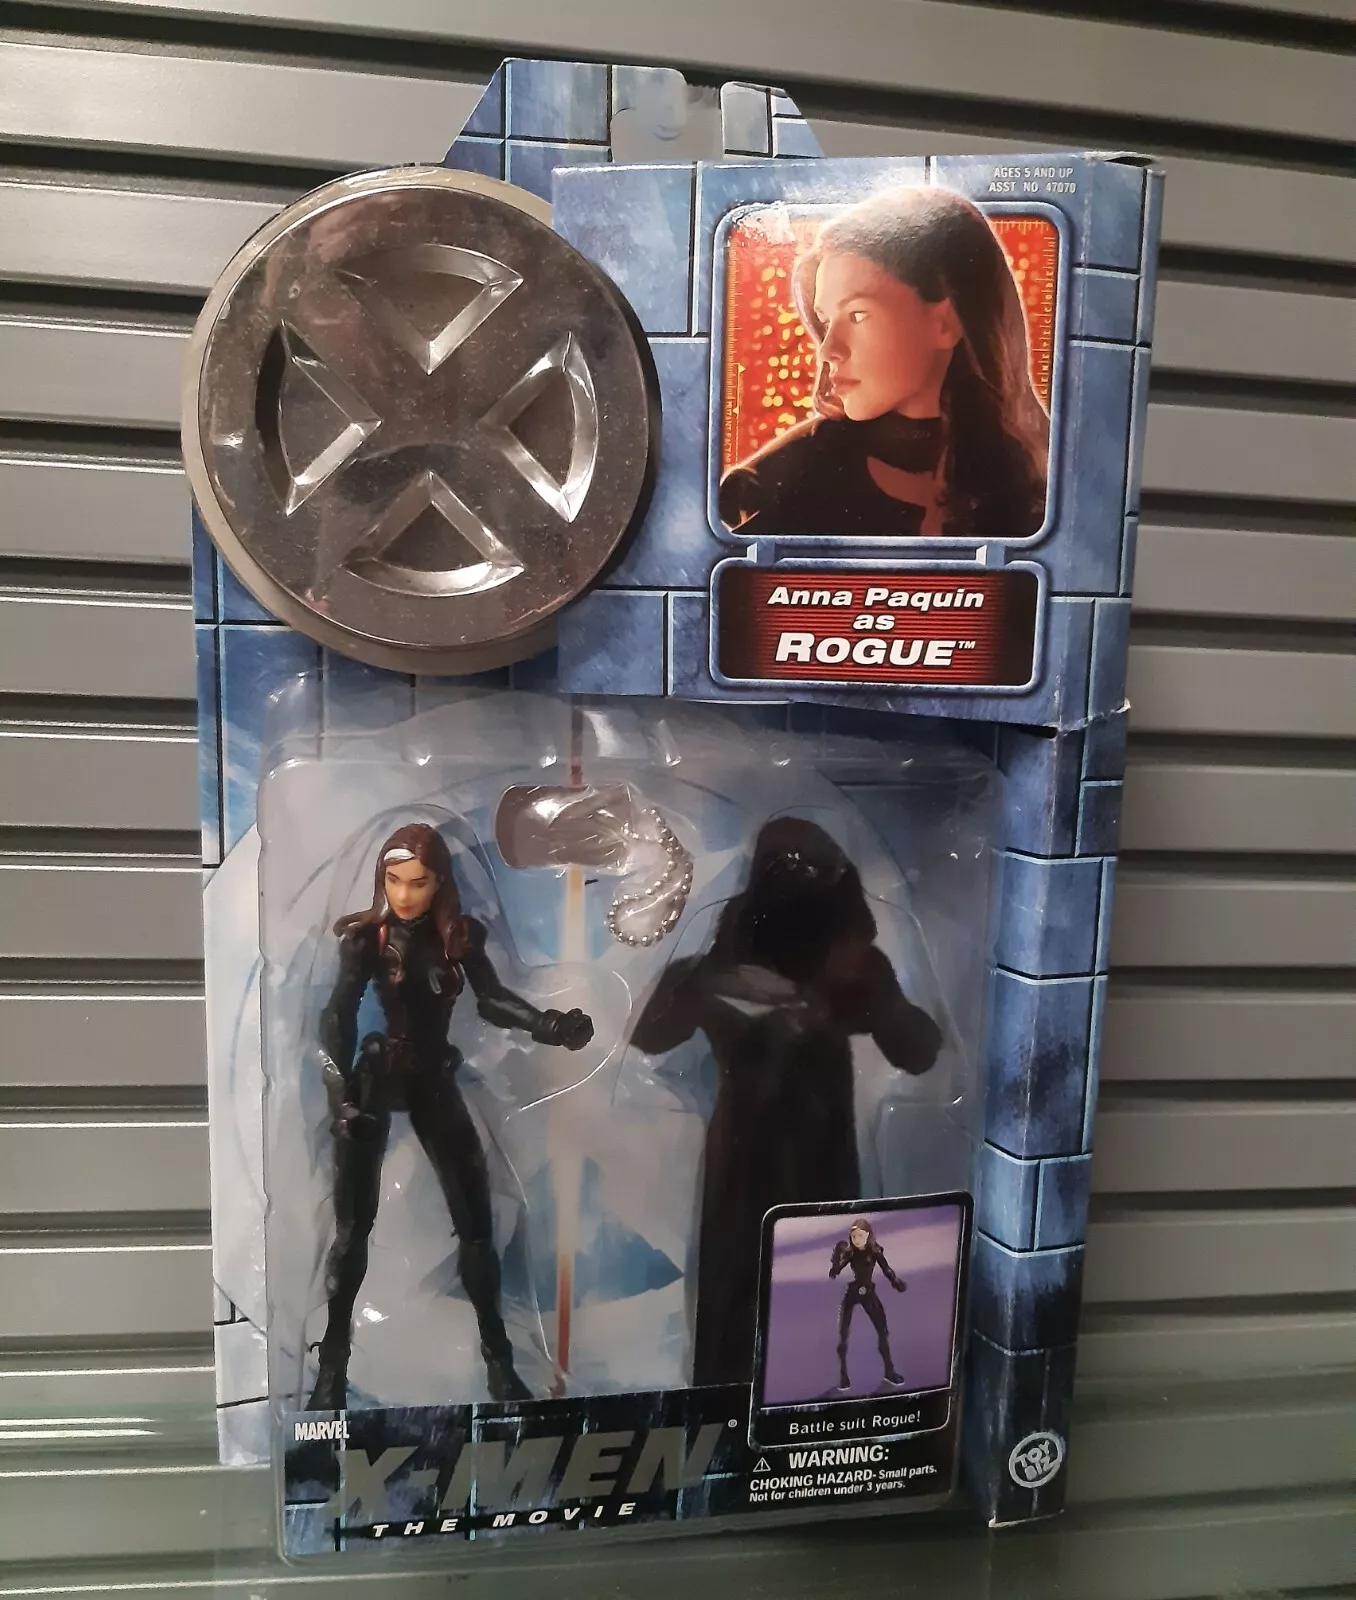 AGES 5 AND UP
ASST. NO. 47070
Anna Paquin
as
ROGUE™
Battle suit Rogue!
MARVEL
X-MEN®
THE MOVIE
⚠ WARNING:
CHOKING HAZARD- Small parts.
Not for children under 3 years.
TOY
BIZ